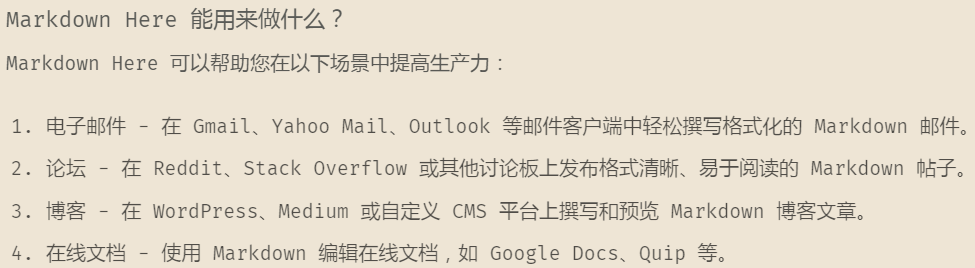 Markdown Here 能用来做什么？
Markdown Here 可以帮助您在以下场景中提高生产力：
1. 电子邮件 - 在 Gmail、Yahoo Mail、Outlook 等邮件客户端中轻松撰写格式化的 Markdown 邮件。
2. 论坛 - 在 Reddit、Stack Overflow 或其他讨论板上发布格式清晰、易于阅读的 Markdown 帖子。
3. 博客 - 在 WordPress、Medium 或自定义 CMS 平台上撰写和预览 Markdown 博客文章。
4. 在线文档 - 使用 Markdown 编辑在线文档，如 Google Docs、Quip 等。